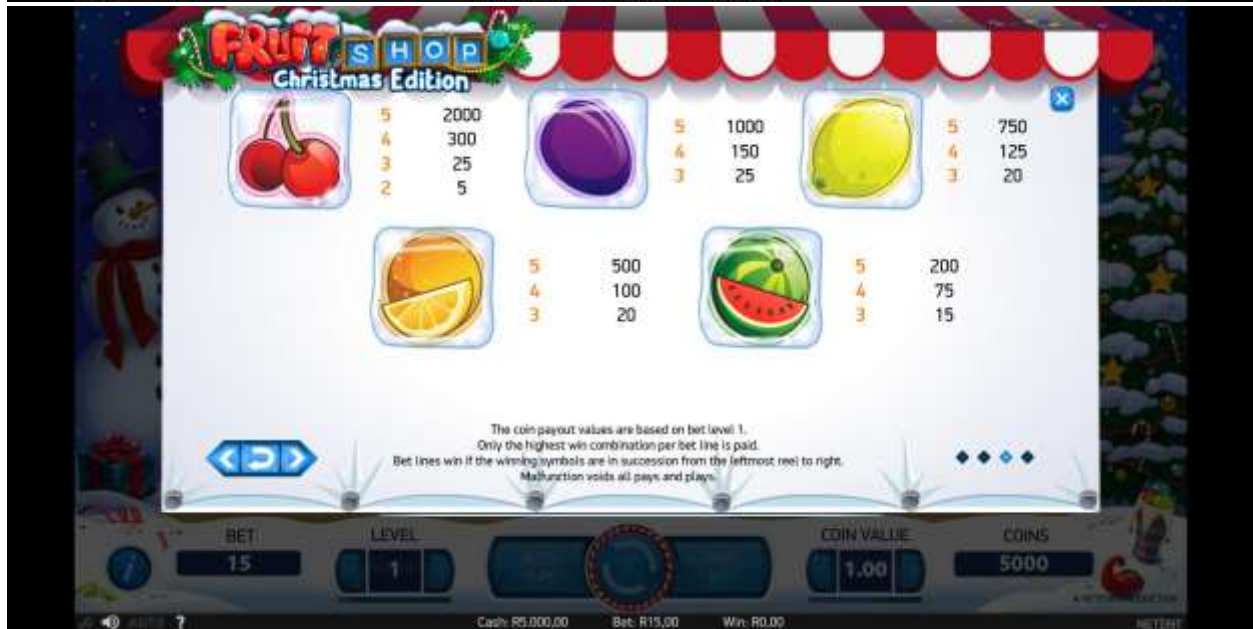 FRUIT SHOP
Christmas Edition
5 2000
4 300
3 25
2 5
5 1000
4 150
3 25
5 750
4 125
3 20
5 500
4 100
3 20
5 200
4 75
3 15
The coin payout values are based on bet level 1.
Only the highest win combination per bet line is paid.
Bet lines win if the winning symbols are in succession from the leftmost reel to right.
Malfunction voids all pays and plays.
BET
15
LEVEL
1
COIN VALUE
1.00
COINS
5000
AUTO ?
Cash: R5.000,00 Bet: R15,00 Win: R0,00
NETENT